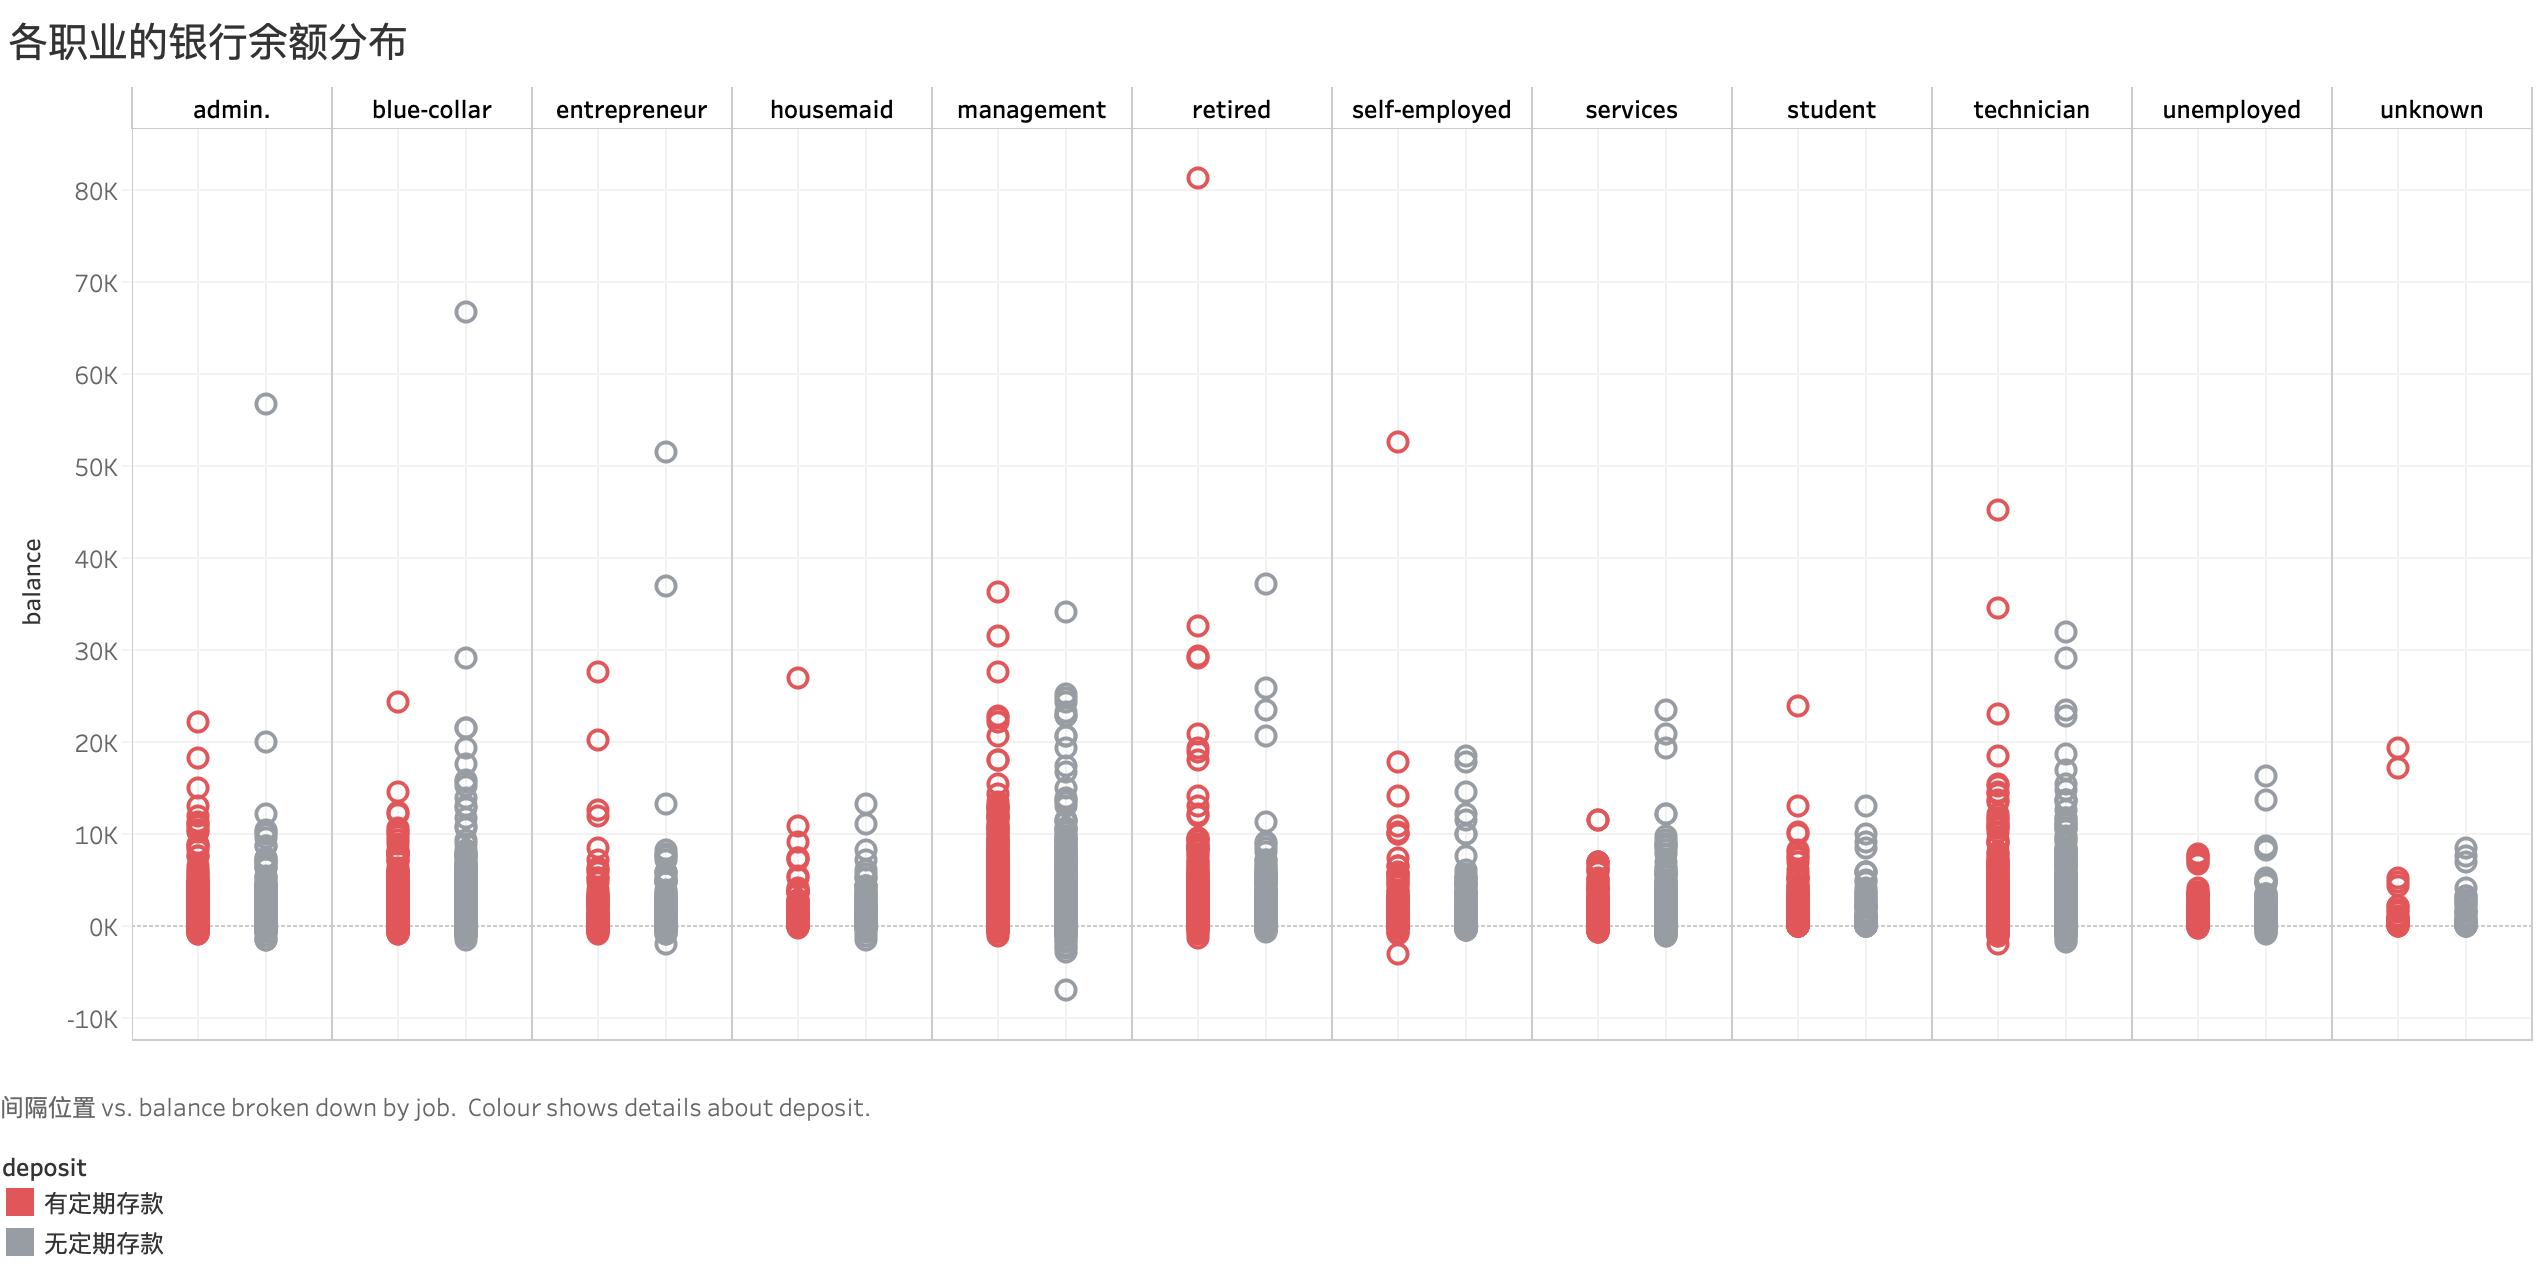 各职业的银行余额分布
admin. blue-collar entrepreneur housemaid management retired self-employed services student technician unemployed unknown
80K
70K
60K
50K
40K
30K
20K
10K
0K
-10K
balance
间隔位置 vs. balance broken down by job. Colour shows details about deposit.
deposit
有定期存款
无定期存款